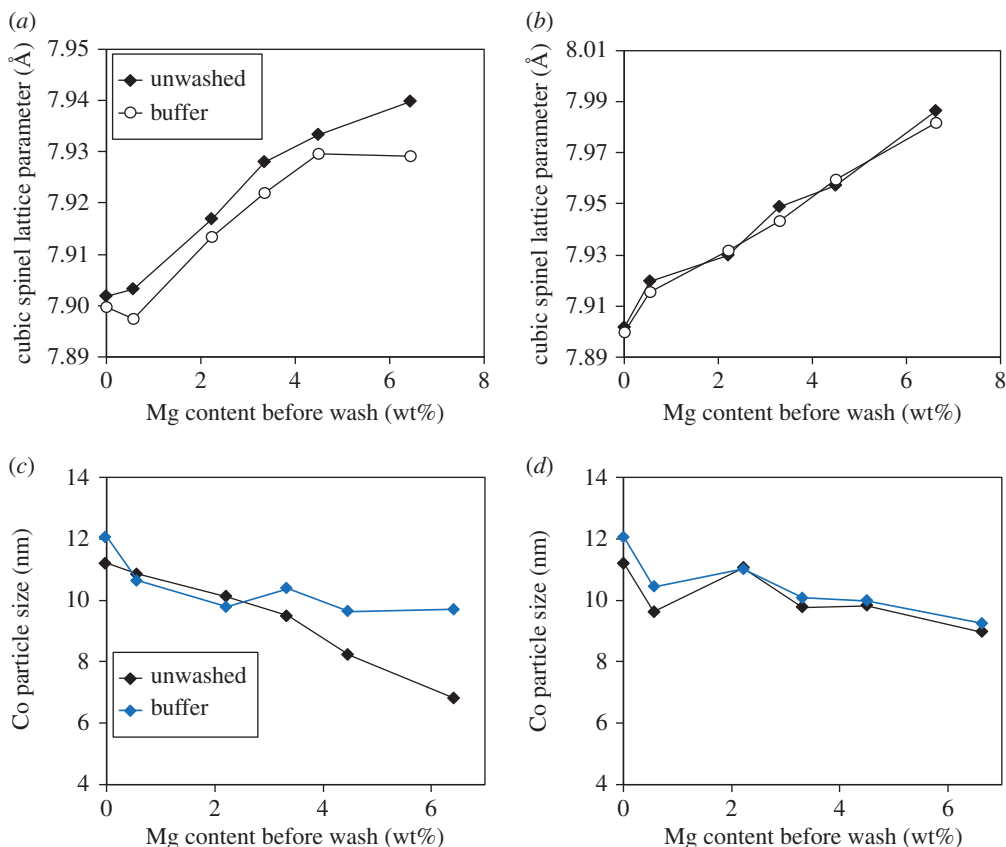 (a)
cubic spinel lattice parameter (Å)
7.95
7.94
7.93
7.92
7.91
7.90
7.89
unwashed
buffer
0 2 4 6 8
Mg content before wash (wt%)
(b)
cubic spinel lattice parameter (Å)
8.01
7.99
7.97
7.95
7.93
7.91
7.89
0 2 4 6 8
Mg content before wash (wt%)
(c)
Co particle size (nm)
14
12
10
8
6
4
unwashed
buffer
0 2 4 6
Mg content before wash (wt%)
(d)
Co particle size (nm)
14
12
10
8
6
4
0 2 4 6
Mg content before wash (wt%)